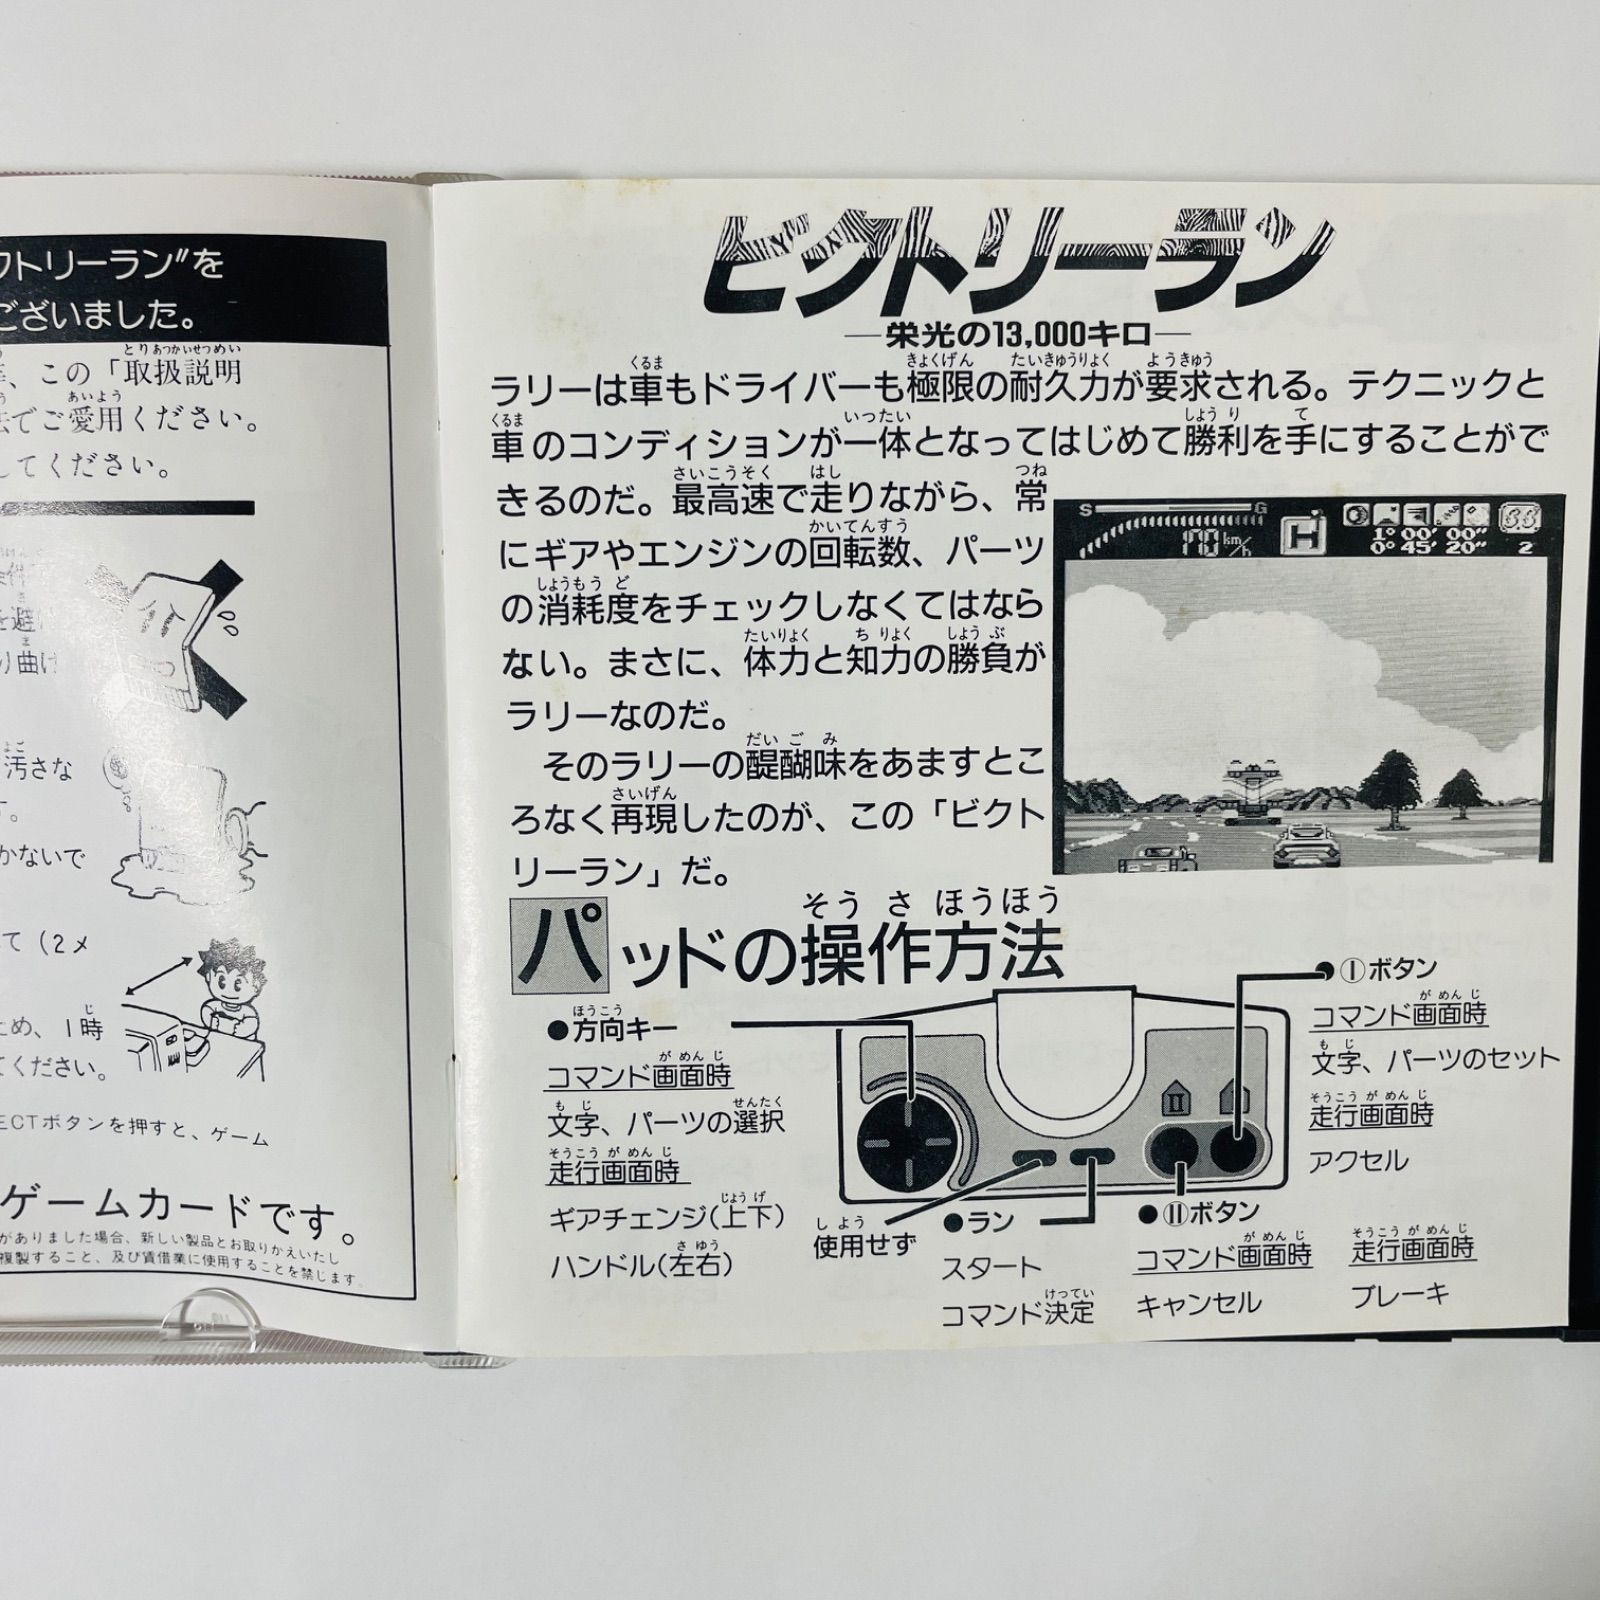 クトリーラン”を
ございました。
、この「取扱説明
でご愛用ください。
してください。
を避
り曲げ
汚さな
す。
かないで
て（2メ
ため、1時
てください。
ECTボタンを押すと、ゲーム
ゲームカードです。
がありました場合、新しい製品とお取りかえいたし
複製すること、及び賃借業に使用することを禁じます。
ビクトリーラン
―栄光の13,000キロ―
ラリーは車もドライバーも極限の耐久力が要求される。テクニックと
車のコンディションが一体となってはじめて勝利を手にすることがで
きるのだ。最高速で走りながら、常
にギアやエンジンの回転数、パーツ
の消耗度をチェックしなくてはなら
ない。まさに、体力と知力の勝負が
ラリーなのだ。
そのラリーの醍醐味をあますとこ
ろなく再現したのが、この「ビクト
リーラン」だ。
S G
170 km/h H
1° 00′ 00″
0° 45′ 20″ 2
パッドの操作方法
●方向キー
コマンド画面時
文字、パーツの選択
走行画面時
ギアチェンジ(上下)
ハンドル(左右)
使用せず
●ラン
スタート
コマンド決定
II
●IIボタン
コマンド画面時
キャンセル
走行画面時
ブレーキ
●Iボタン
コマンド画面時
文字、パーツのセット
走行画面時
アクセル